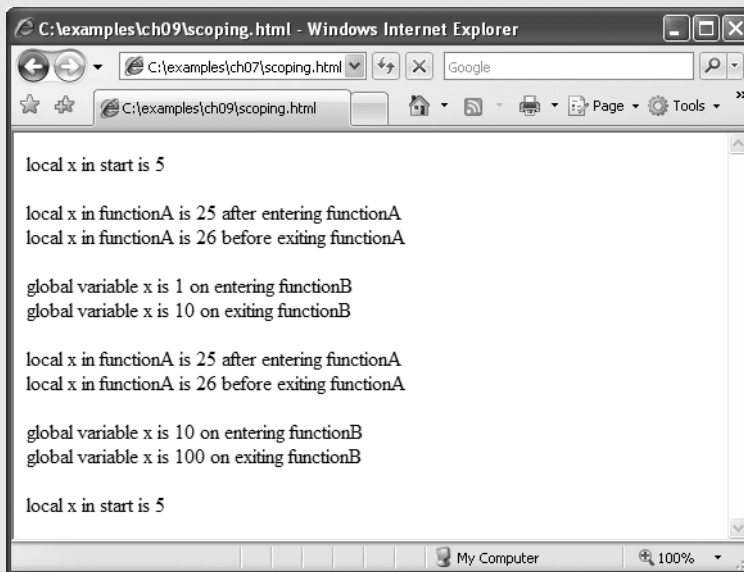 C:\examples\ch09\scoping.html - Windows Internet Explorer
C:\examples\ch07\scoping.html
Google
C:\examples\ch09\scoping.html
Page
Tools
»
local x in start is 5
local x in functionA is 25 after entering functionA
local x in functionA is 26 before exiting functionA
global variable x is 1 on entering functionB
global variable x is 10 on exiting functionB
local x in functionA is 25 after entering functionA
local x in functionA is 26 before exiting functionA
global variable x is 10 on entering functionB
global variable x is 100 on exiting functionB
local x in start is 5
My Computer
100%